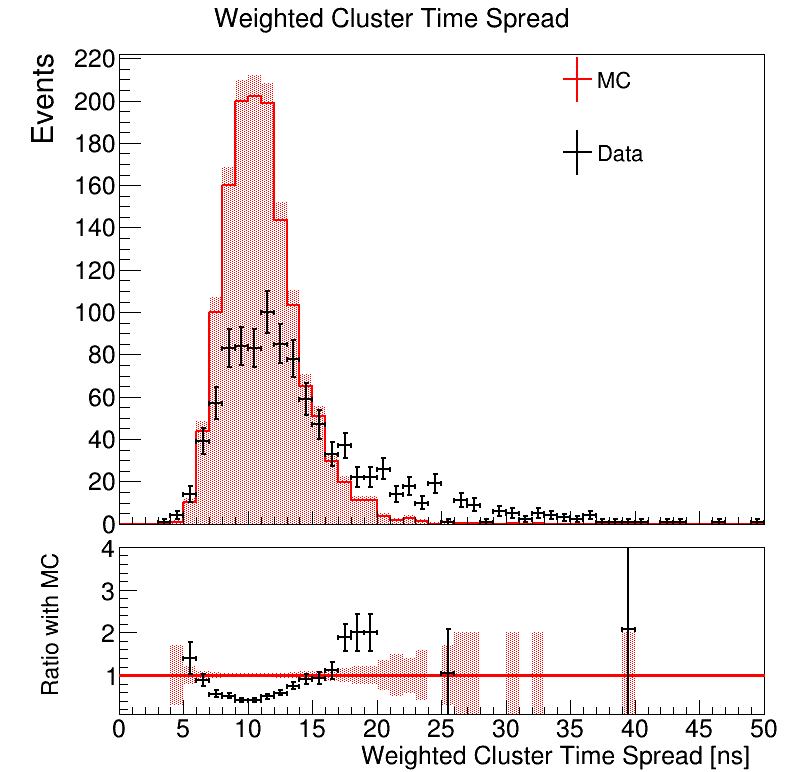 Weighted Cluster Time Spread
Events
220
200
180
160
140
120
100
80
60
40
20
0
MC
Data
Ratio with MC
4
3
2
1
0 5 10 15 20 25 30 35 40 45 50
Weighted Cluster Time Spread [ns]